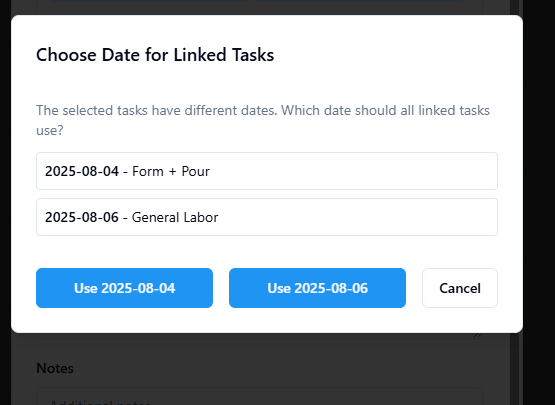 Choose Date for Linked Tasks
The selected tasks have different dates. Which date should all linked tasks
use?
2025-08-04 - Form + Pour
2025-08-06 - General Labor
Use 2025-08-04 Use 2025-08-06 Cancel
Notes
Additional notes